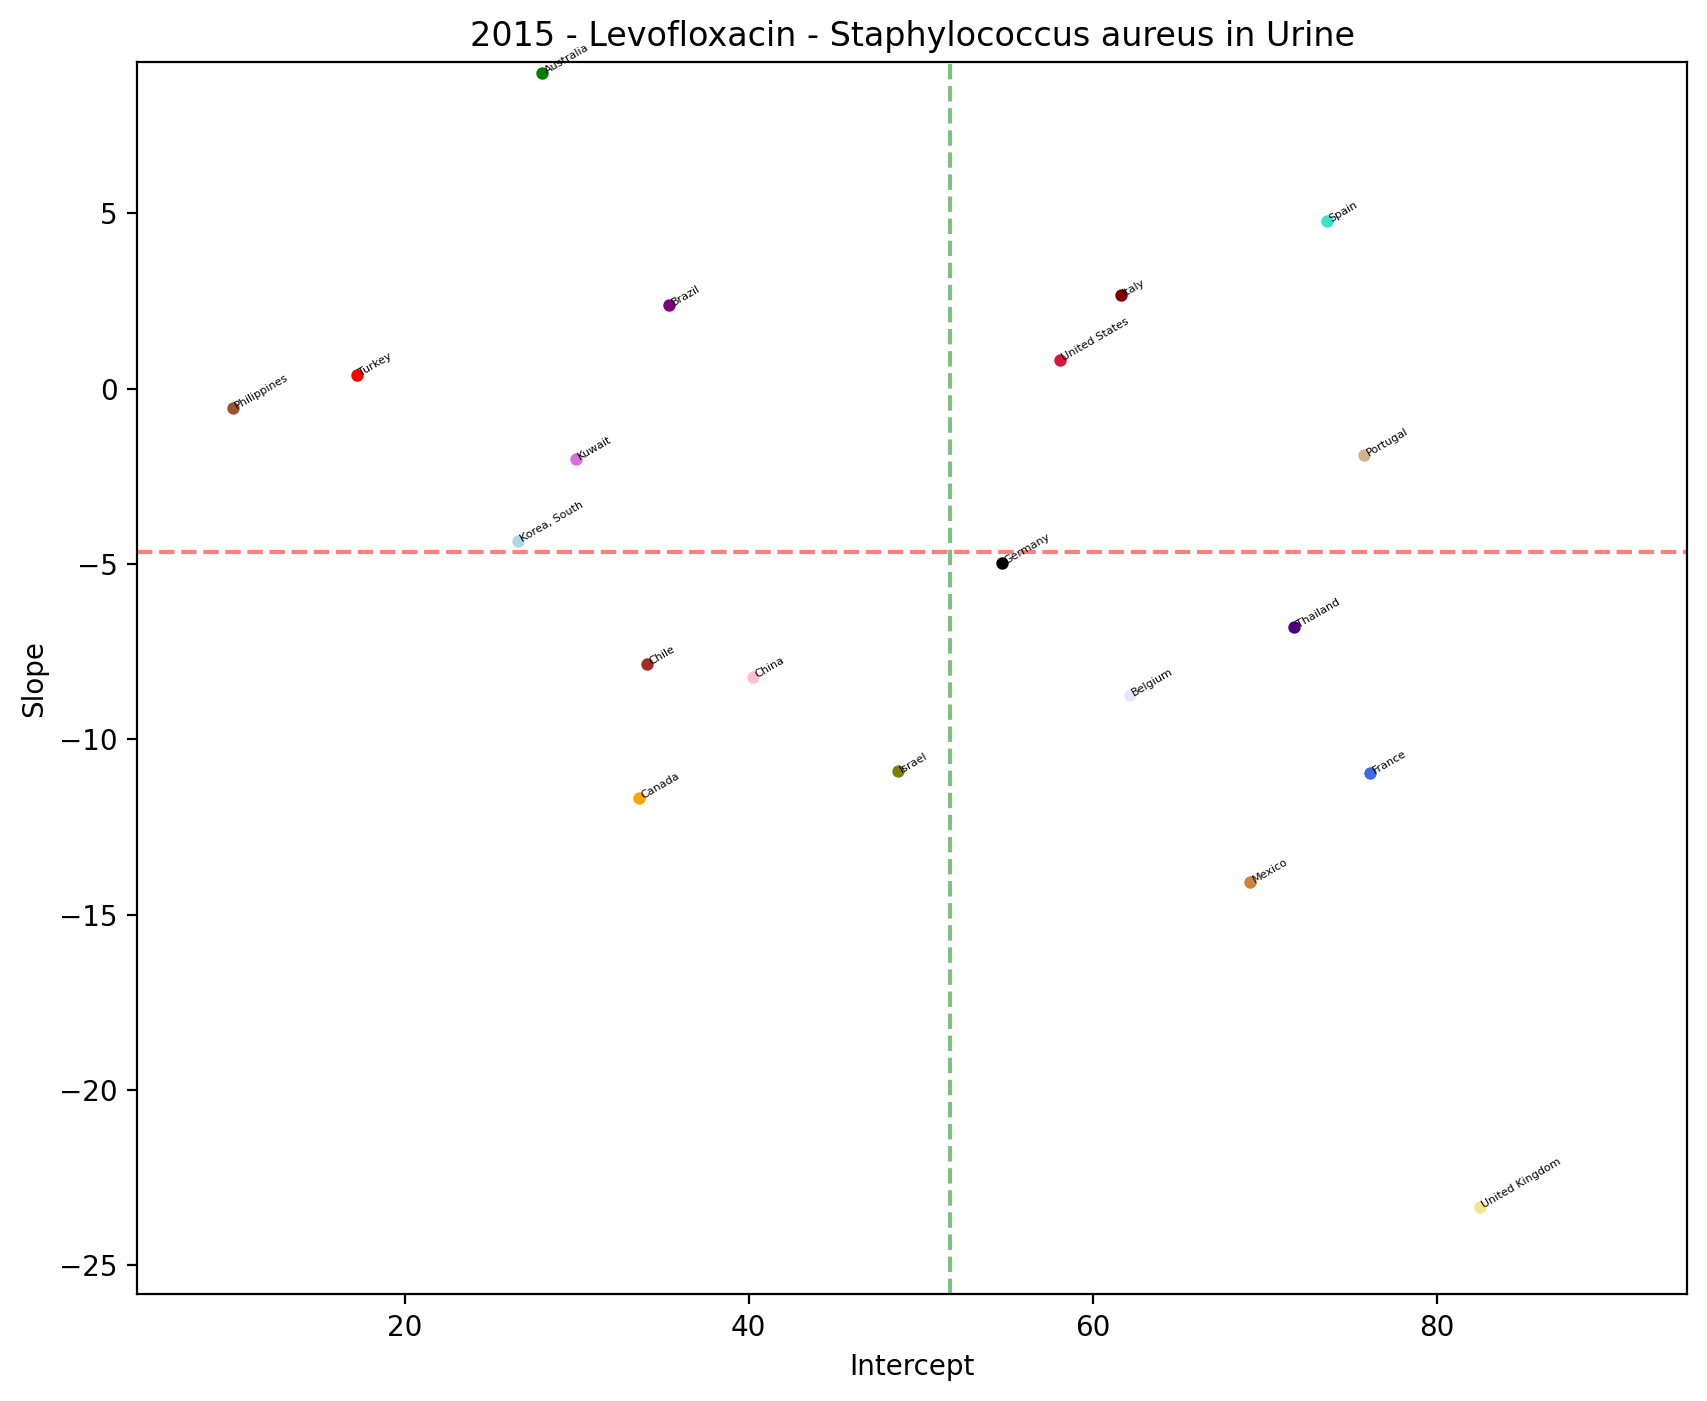 2015 - Levofloxacin - Staphylococcus aureus in Urine
Australia
5
Spain
Italy
Brazil
United States
Turkey
0
Philippines
Portugal
Kuwait
Korea, South
Germany
−5
Thailand
Chile
China
Belgium
Slope
−10
Israel
France
Canada
Mexico
−15
−20
United Kingdom
−25
20 40 60 80
Intercept